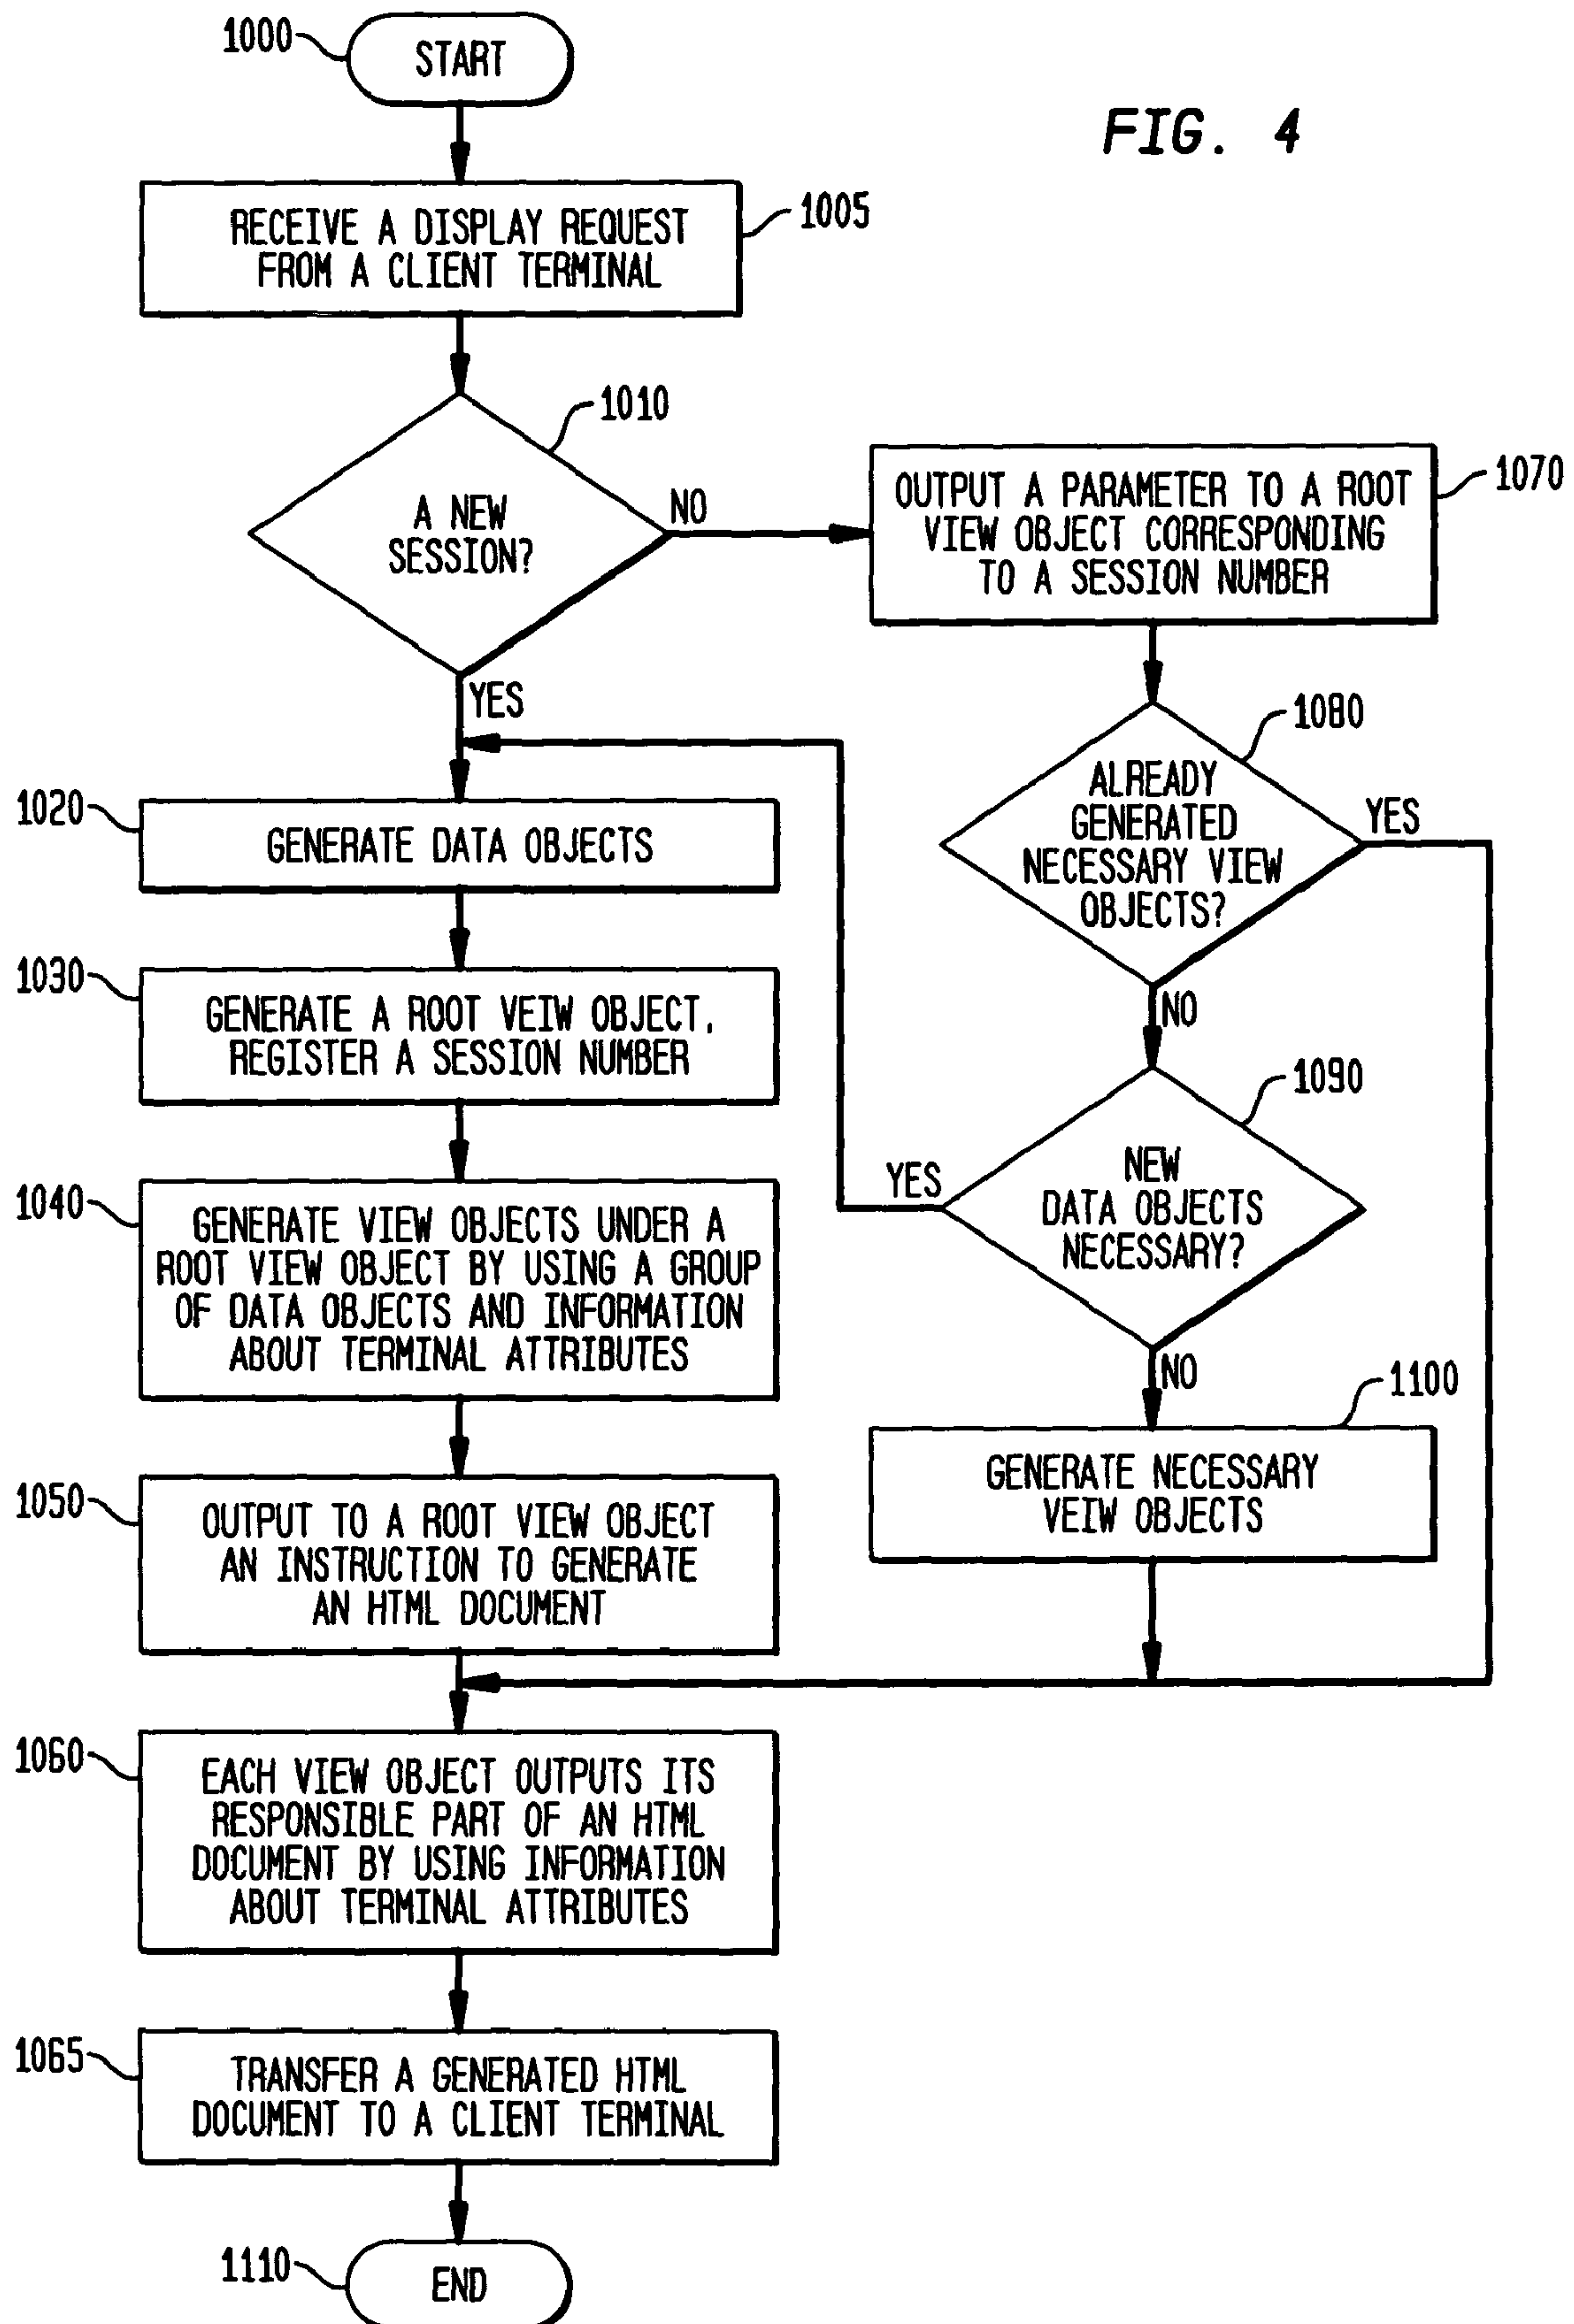 1000
START
FIG. 4
RECEIVE A DISPLAY REQUEST
FROM A CLIENT TERMINAL
1005
1010
A NEW
SESSION?
NO
YES
OUTPUT A PARAMETER TO A ROOT
VIEW OBJECT CORRESPONDING
TO A SESSION NUMBER
1070
1080
ALREADY
GENERATED
NECESSARY VIEW
OBJECTS?
YES
NO
1020
GENERATE DATA OBJECTS
1030
GENERATE A ROOT VEIW OBJECT,
REGISTER A SESSION NUMBER
1090
NEW
DATA OBJECTS
NECESSARY?
YES
NO
1040
GENERATE VIEW OBJECTS UNDER A
ROOT VIEW OBJECT BY USING A GROUP
OF DATA OBJECTS AND INFORMATION
ABOUT TERMINAL ATTRIBUTES
1100
GENERATE NECESSARY
VEIW OBJECTS
1050
OUTPUT TO A ROOT VIEW OBJECT
AN INSTRUCTION TO GENERATE
AN HTML DOCUMENT
1060
EACH VIEW OBJECT OUTPUTS ITS
RESPONSIBLE PART OF AN HTML
DOCUMENT BY USING INFORMATION
ABOUT TERMINAL ATTRIBUTES
1065
TRANSFER A GENERATED HTML
DOCUMENT TO A CLIENT TERMINAL
1110
END